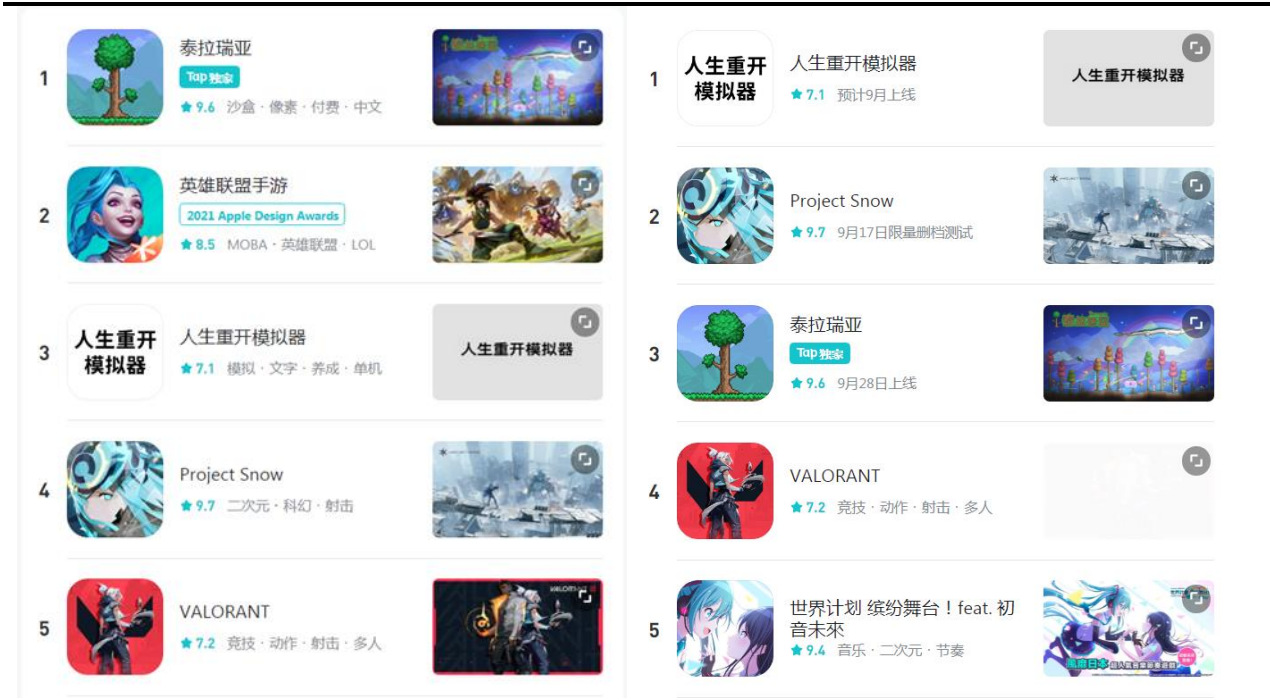 1
泰拉瑞亚
Tap 独家
9.6 沙盒 · 像素 · 付费 · 中文
2
英雄联盟手游
2021 Apple Design Awards
8.5 MOBA · 英雄联盟 · LOL
3
人生重开
模拟器
人生重开模拟器
7.1 模拟 · 文字 · 养成 · 单机
人生重开模拟器
4
Project Snow
9.7 二次元 · 科幻 · 射击
5
VALORANT
7.2 竞技 · 动作 · 射击 · 多人
VALORANT
1
人生重开
模拟器
人生重开模拟器
7.1 预计9月上线
人生重开模拟器
2
Project Snow
9.7 9月17日限量删档测试
3
泰拉瑞亚
Tap 独家
9.6 9月28日上线
4
VALORANT
7.2 竞技 · 动作 · 射击 · 多人
5
世界计划 缤纷舞台！feat. 初
音未來
9.4 音乐 · 二次元 · 节奏
風靡日本